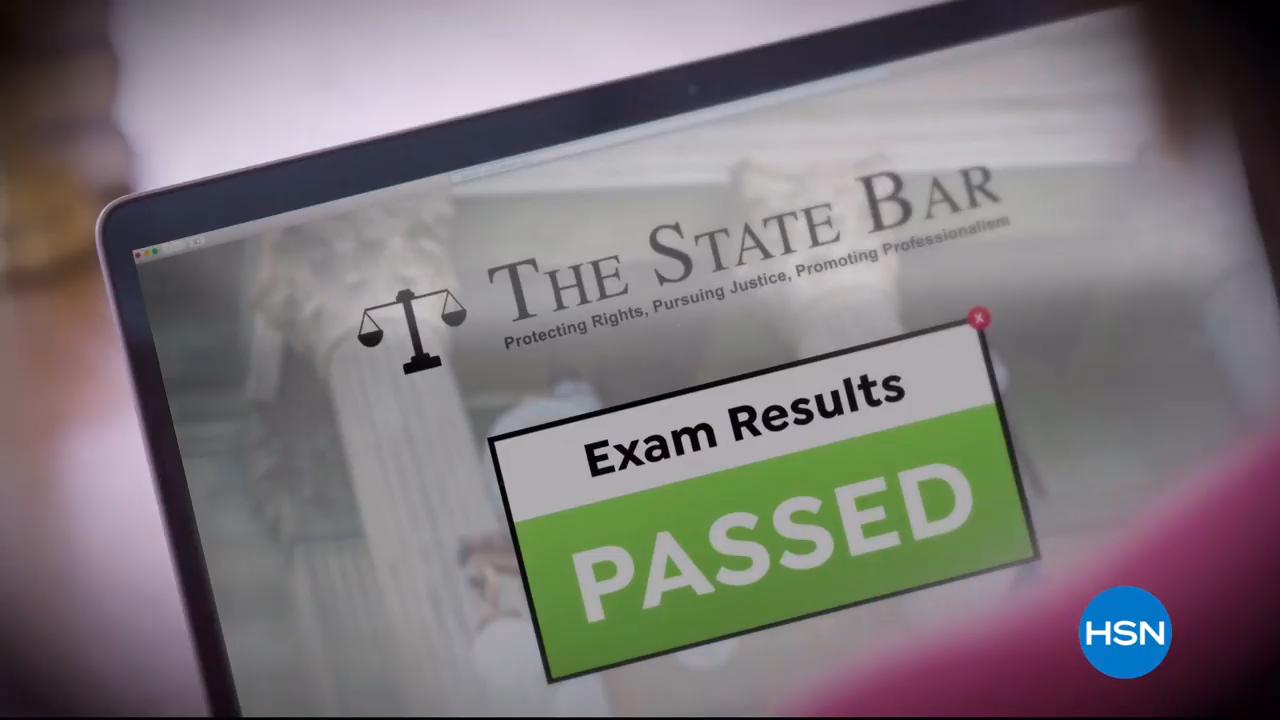 THE STATE BAR
Protecting Rights, Pursuing Justice, Promoting Professionalism
x
Exam Results
PASSED
HSN